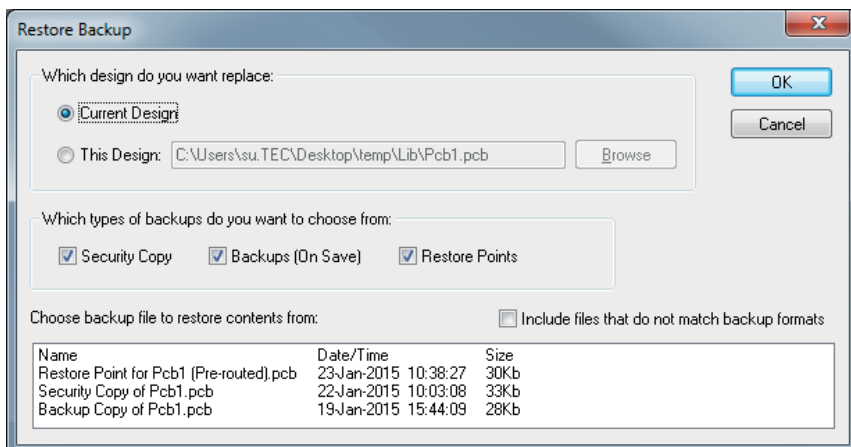 Restore Backup
Which design do you want replace:
Current Design
This Design: C:\Users\su.TEC\Desktop\temp\Lib\Pcb1.pcb Browse
OK
Cancel
Which types of backups do you want to choose from:
Security Copy Backups (On Save) Restore Points
Choose backup file to restore contents from: Include files that do not match backup formats
Name Date/Time Size
Restore Point for Pcb1 (Pre-routed).pcb 23-Jan-2015 10:38:27 30Kb
Security Copy of Pcb1.pcb 22-Jan-2015 10:03:08 33Kb
Backup Copy of Pcb1.pcb 19-Jan-2015 15:44:09 28Kb